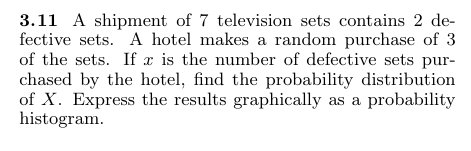 3.11 A shipment of 7 television sets contains 2 de-
fective sets. A hotel makes a random purchase of 3
of the sets. If x is the number of defective sets pur-
chased by the hotel, find the probability distribution
of X. Express the results graphically as a probability
histogram.